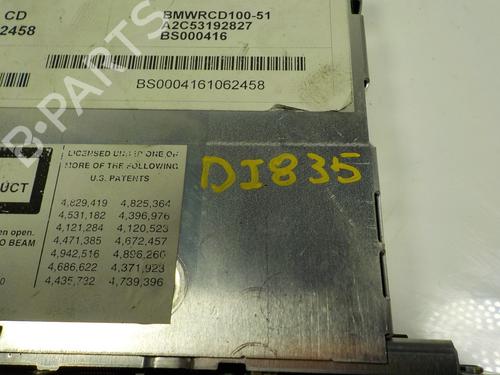 CD
2458
BMWRCD100-51
A2C53192827
BS000416
BS0004161062458
LICENSED UNDER ONE OR
MORE OF THE FOLLOWING
U.S. PATENTS
DI835
UCT
4,829,419 4,825,364
4,531,182 4,396,976
4,121,284 4,120,523
en open.
O BEAM
4,471,385 4,672,457
4,942,516 4,896,260
4,686,622 4,371,923
4,435,732 4,739,396
0
B-PARTS